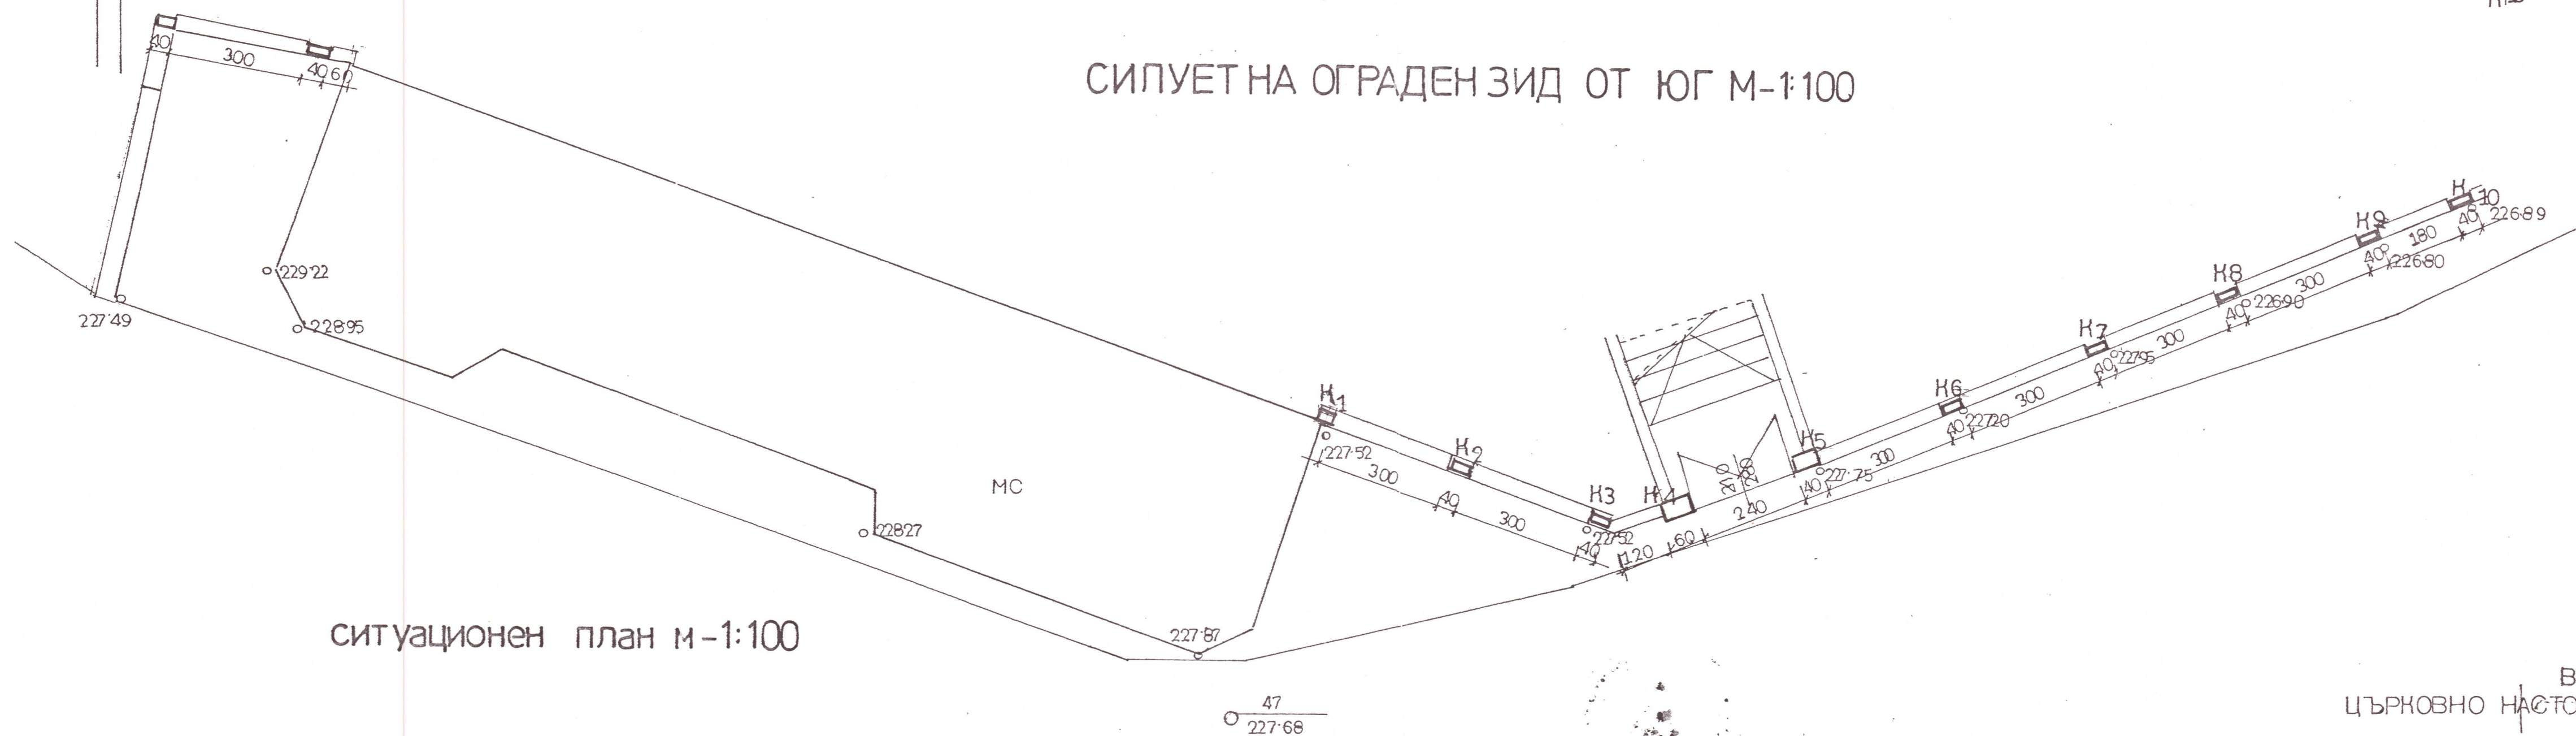 СИЛУЕТ НА ОГРАДЕН ЗИД ОТ ЮГ М-1:100
40
300
40
60
229.22
227.49
228.95
К1
227.52
300
К2
40
300
К3
227.52
40
МС
228.27
227.87
К4
120
60
240
210
280
К5
227.75
40
300
К6
227.20
40
300
К7
227.95
40
300
К8
226.90
40
300
К9
226.80
40
180
К10
226.89
40
СИТУАЦИОНЕН ПЛАН М-1:100
47
227.68
ЦЪРКОВНО НАСТО